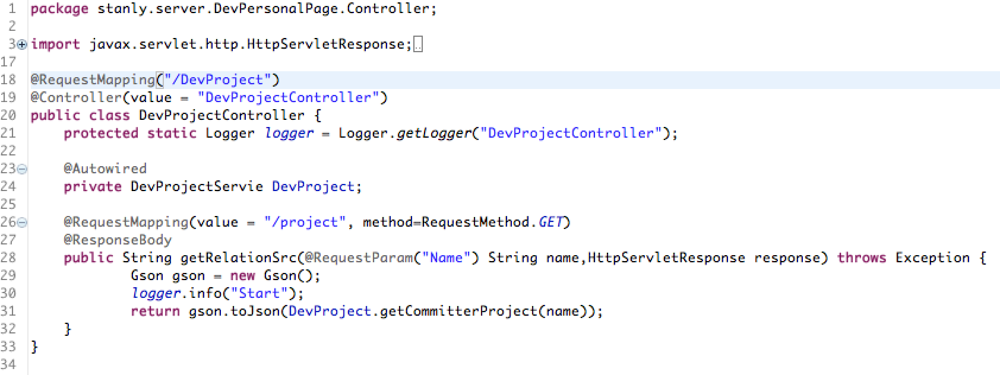 1 package stanly.server.DevPersonalPage.Controller;
2
3 import javax.servlet.http.HttpServletResponse;
17
18 @RequestMapping("/DevProject")
19 @Controller(value = "DevProjectController")
20 public class DevProjectController {
21 protected static Logger logger = Logger.getLogger("DevProjectController");
22
23 @Autowired
24 private DevProjectServie DevProject;
25
26 @RequestMapping(value = "/project", method=RequestMethod.GET)
27 @ResponseBody
28 public String getRelationSrc(@RequestParam("Name") String name,HttpServletResponse response) throws Exception {
29 Gson gson = new Gson();
30 logger.info("Start");
31 return gson.toJson(DevProject.getCommitterProject(name));
32 }
33 }
34